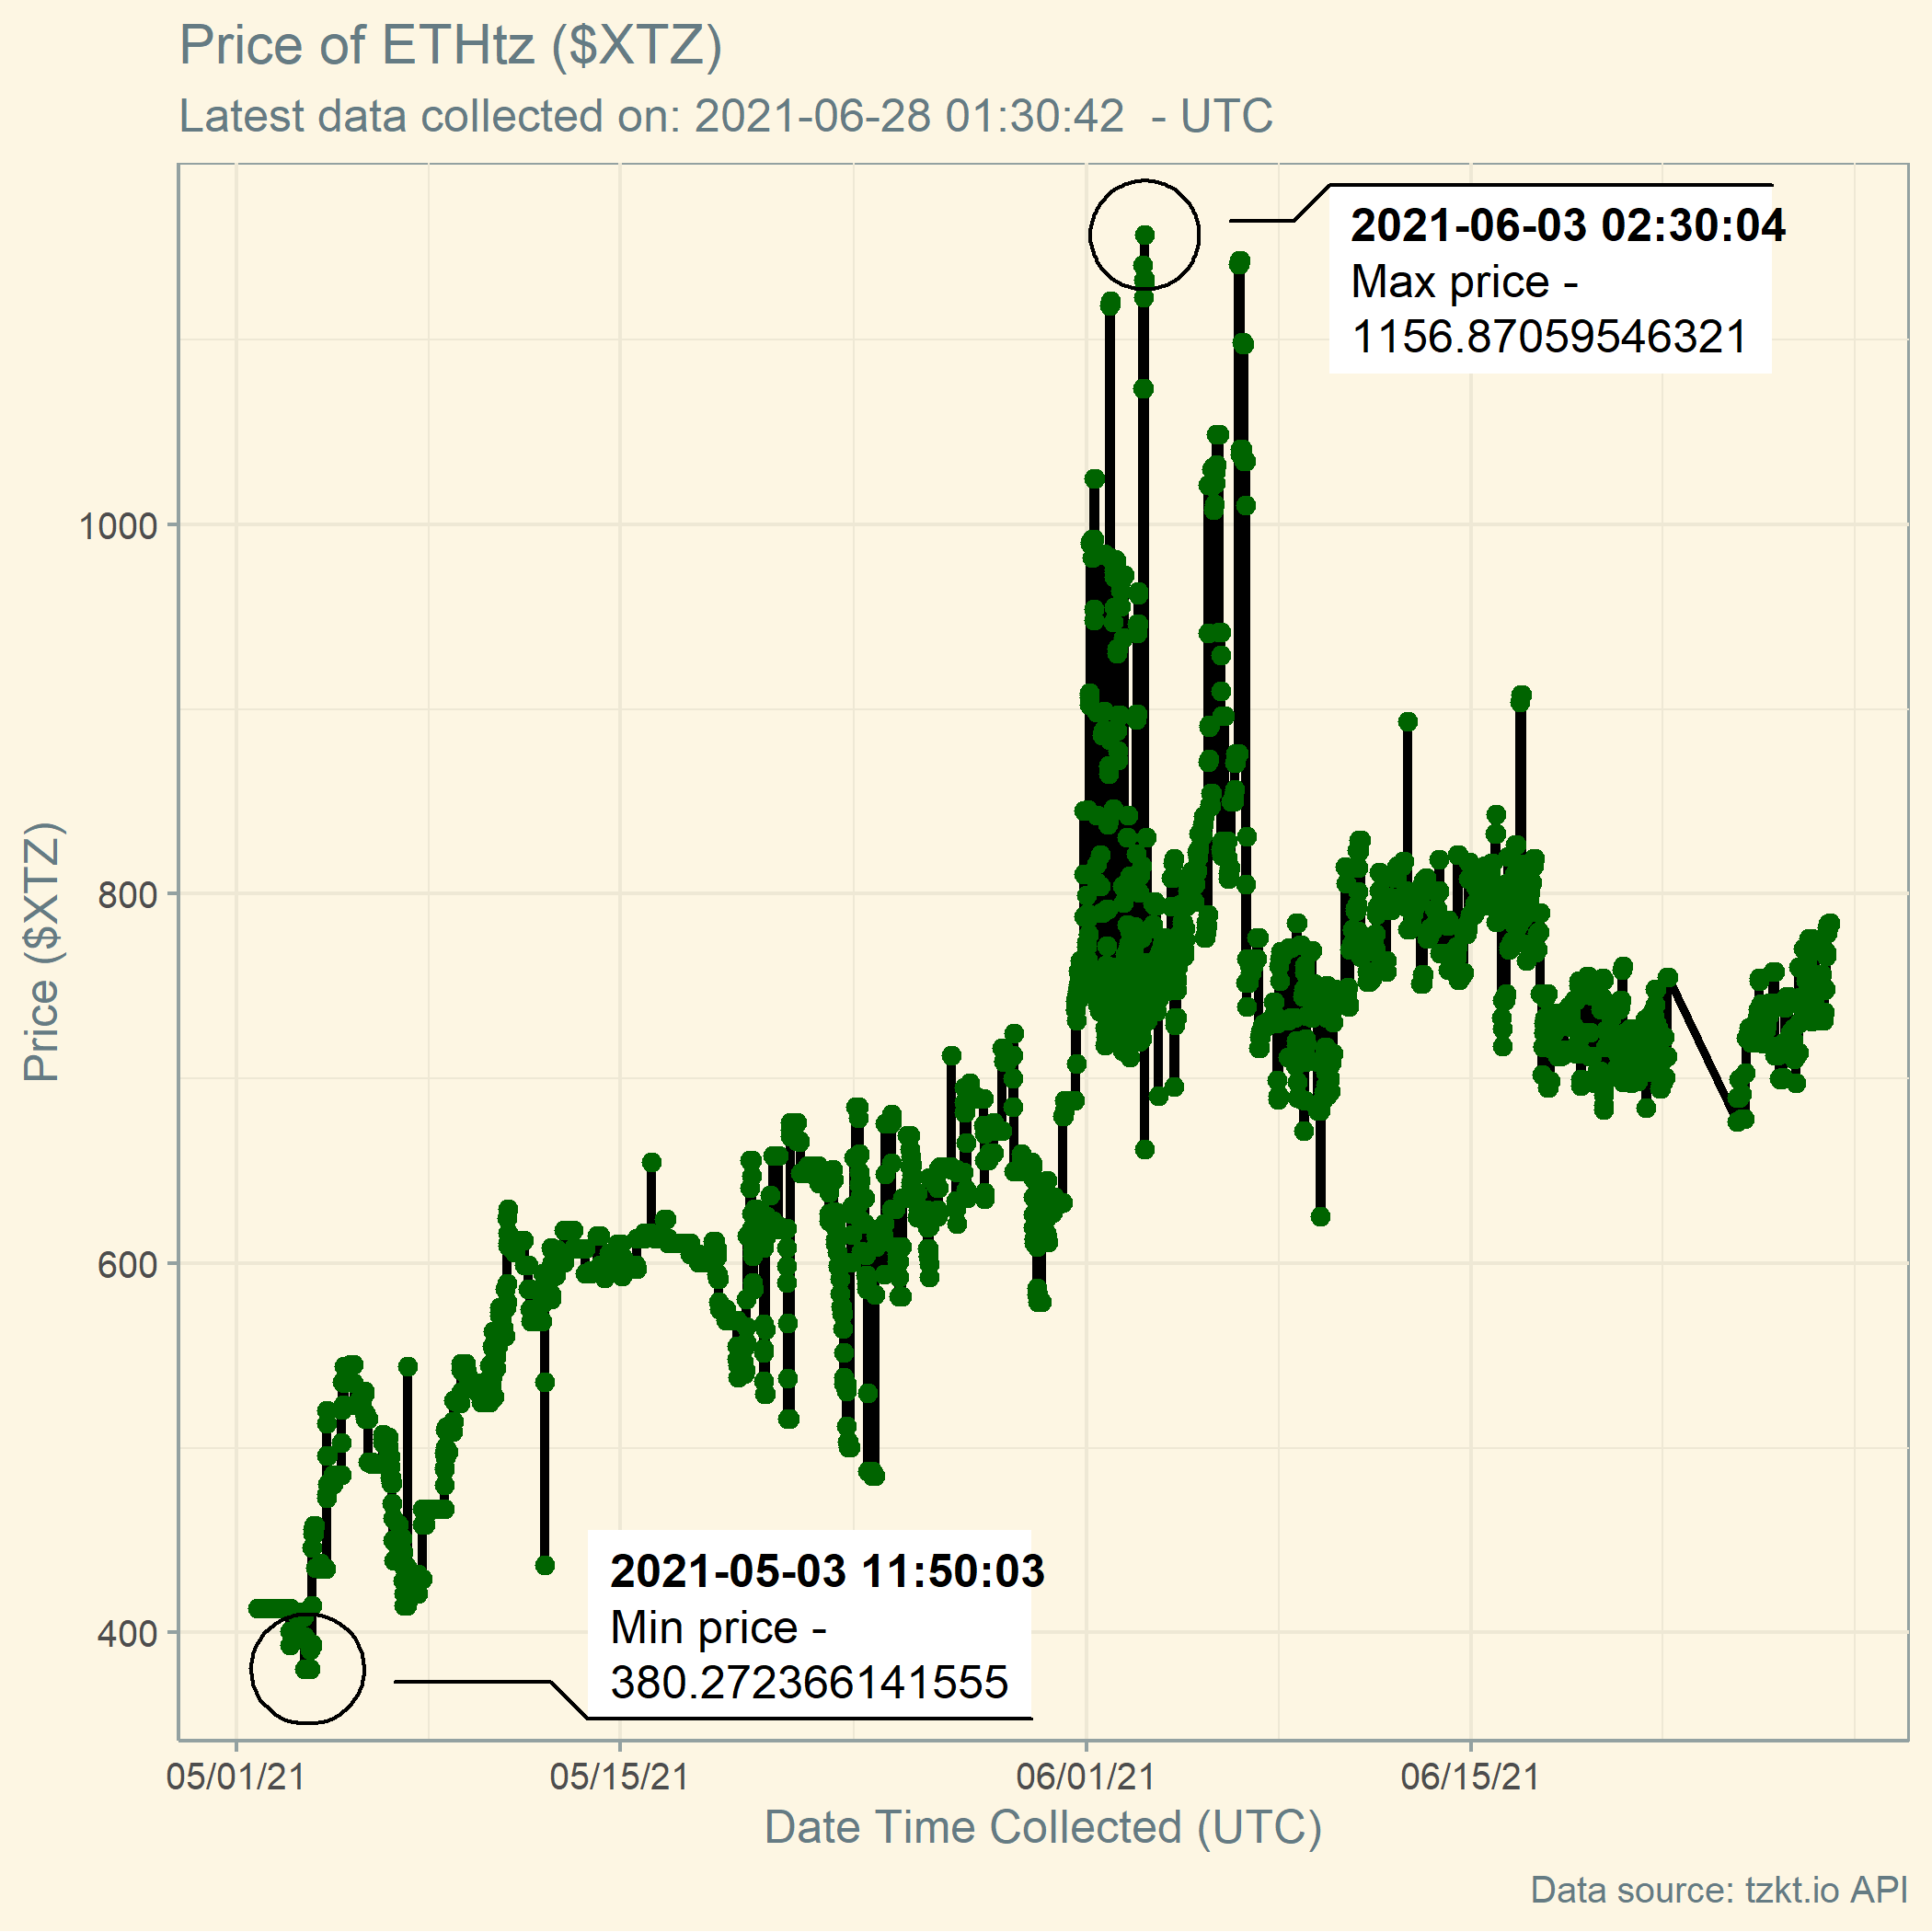 Price of ETHtz ($XTZ)
Latest data collected on: 2021-06-28 01:30:42  - UTC
2021-06-03 02:30:04
Max price -
1156.87059546321
1000
800
600
400
Price ($XTZ)
2021-05-03 11:50:03
Min price -
380.272366141555
05/01/21
05/15/21
06/01/21
06/15/21
Date Time Collected (UTC)
Data source: tzkt.io API